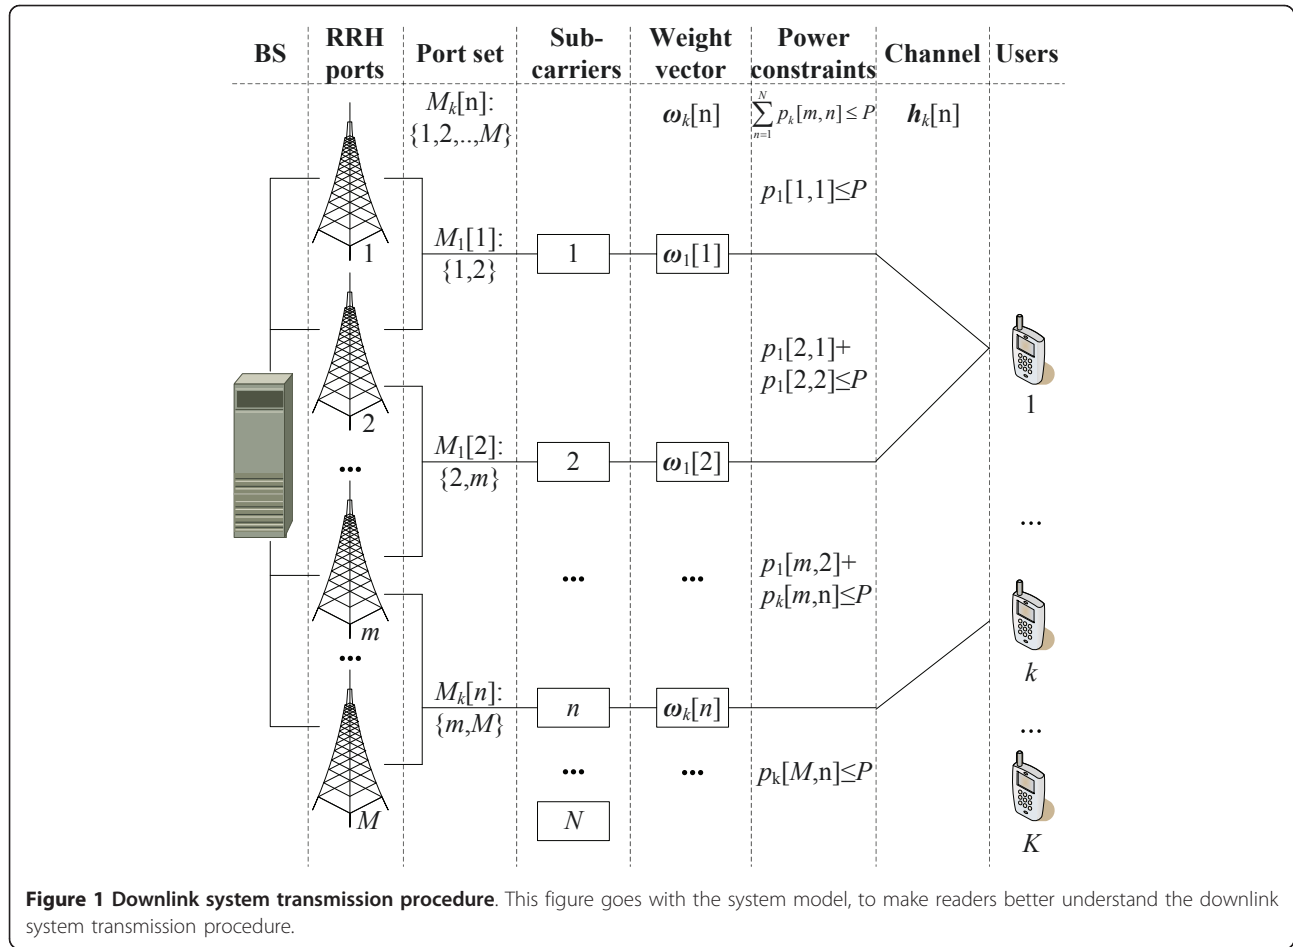 BS
RRH
ports
Port set
Sub-
carriers
Weight
vector
Power
constraints
Channel
Users
M_k[n]:
{1,2,..,M}
ω_k[n]
∑_{n=1}^{N} p_k[m,n] ≤ P
h_k[n]
p_1[1,1]≤P
1
M_1[1]:
{1,2}
1
ω_1[1]
p_1[2,1]+
p_1[2,2]≤P
1
2
M_1[2]:
{2,m}
2
ω_1[2]
...
...
...
...
p_1[m,2]+
p_k[m,n]≤P
m
k
...
M_k[n]:
{m,M}
n
ω_k[n]
...
...
...
p_k[M,n]≤P
M
N
K
Figure 1 Downlink system transmission procedure. This figure goes with the system model, to make readers better understand the downlink
system transmission procedure.